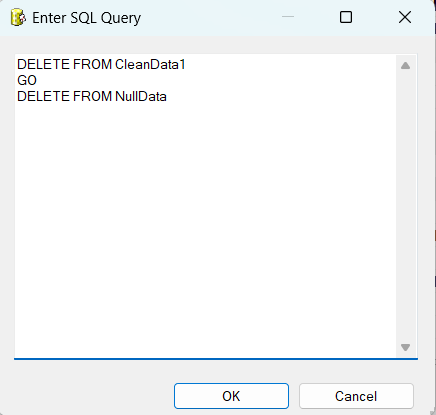 Enter SQL Query
DELETE FROM CleanData1
GO
DELETE FROM NullData
OK
Cancel